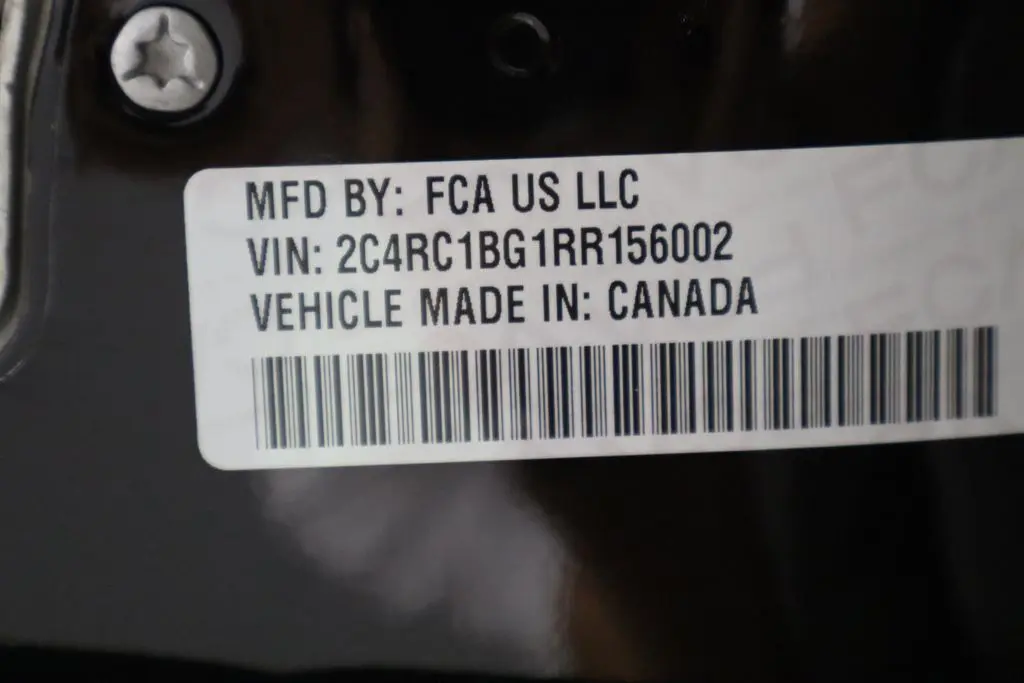 MFD BY: FCA US LLC
VIN: 2C4RC1BG1RR156002
VEHICLE MADE IN: CANADA